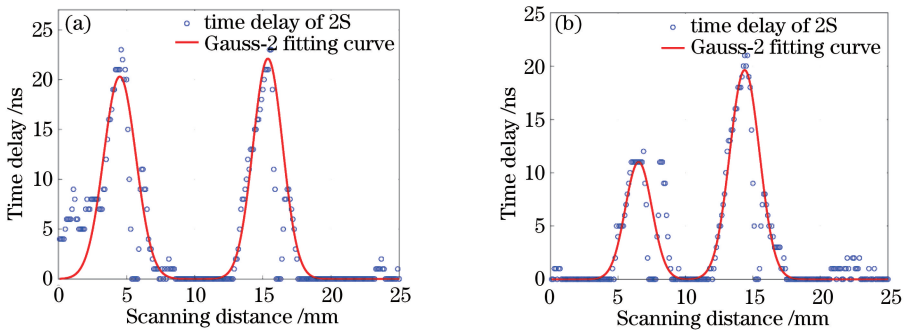 (a)
time delay of 2S
Gauss-2 fitting curve
25
20
15
10
5
0
Time delay /ns
0 5 10 15 20 25
Scanning distance /mm
(b)
time delay of 2S
Gauss-2 fitting curve
25
20
15
10
5
0
Time delay /ns
0 5 10 15 20 25
Scanning distance /mm